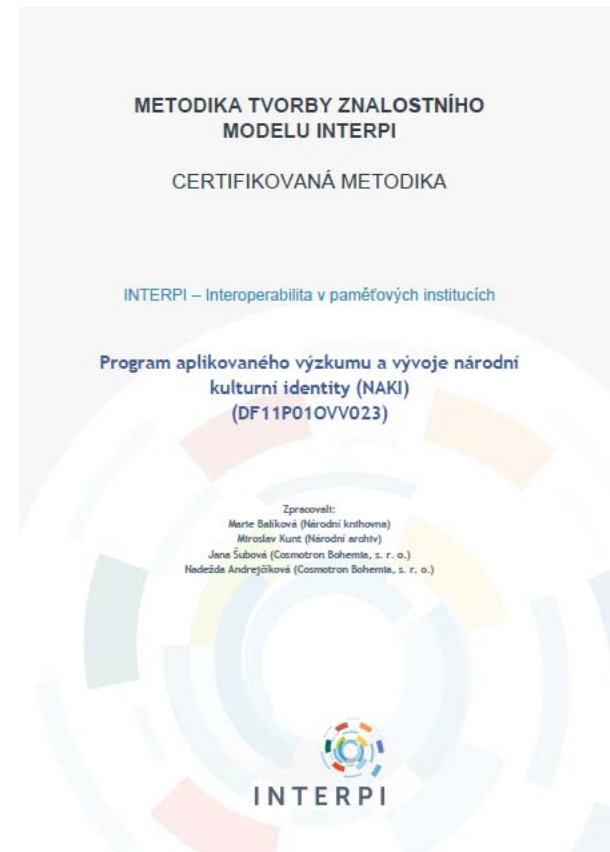 METODIKA TVORBY ZNALOSTNÍHO
MODELU INTERPI
CERTIFIKOVANÁ METODIKA
INTERPI – Interoperabilita v paměťových institucích
Program aplikovaného výzkumu a vývoje národní
kulturní identity (NAKI)
(DF11P01OVV023)
Zpracovali:
Marie Balíková (Národní knihovna)
Miroslav Kunt (Národní archiv)
Jana Šubová (Cosmotron Bohemia, s. r. o.)
Nadežda Andrejčíková (Cosmotron Bohemia, s. r. o.)
INTERPI